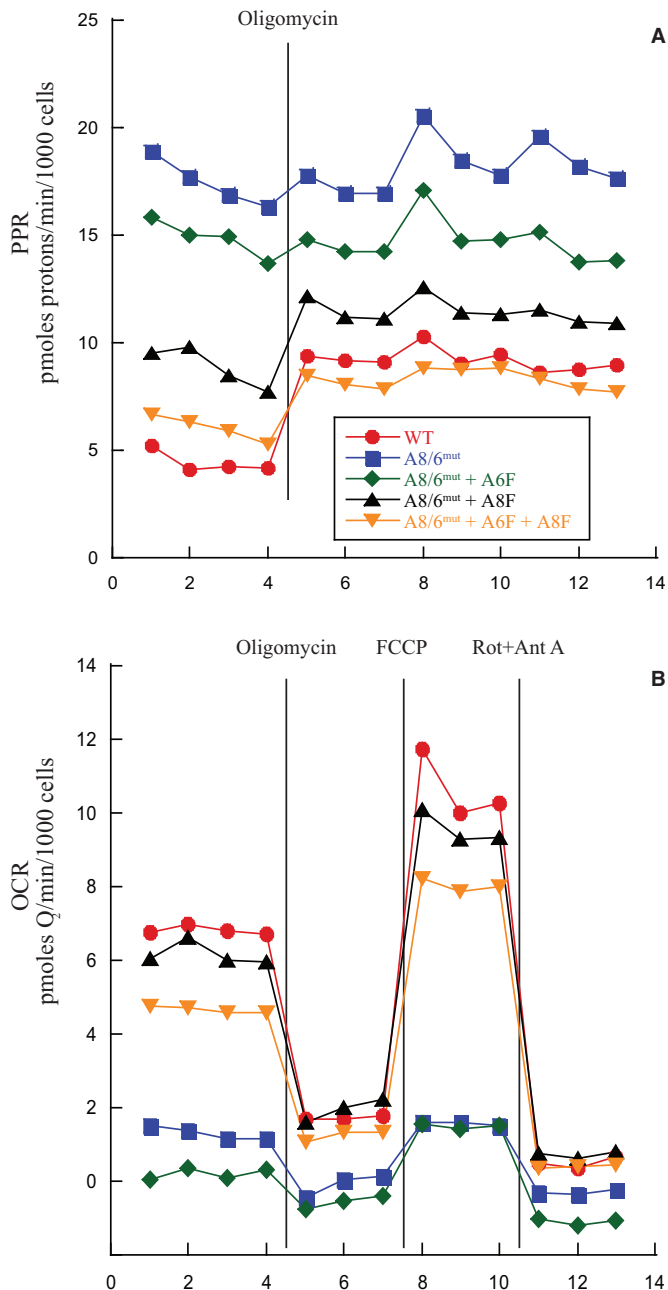 Oligomycin
A
25
20
15
10
5
0
PPR
pmoles protons/min/1000 cells
WT
A8/6mut
A8/6mut + A6F
A8/6mut + A8F
A8/6mut + A6F + A8F
0 2 4 6 8 10 12 14
Oligomycin FCCP Rot+Ant A
B
14
12
10
8
6
4
2
0
OCR
pmoles O2/min/1000 cells
0 2 4 6 8 10 12 14